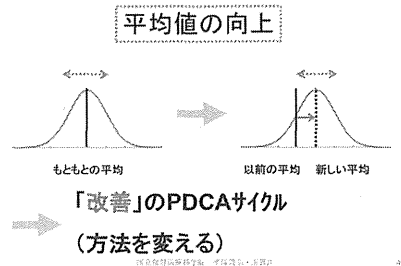 平均値の向上
もともとの平均
以前の平均 新しい平均
「改善」のPDCAサイクル
(方法を変える)
4